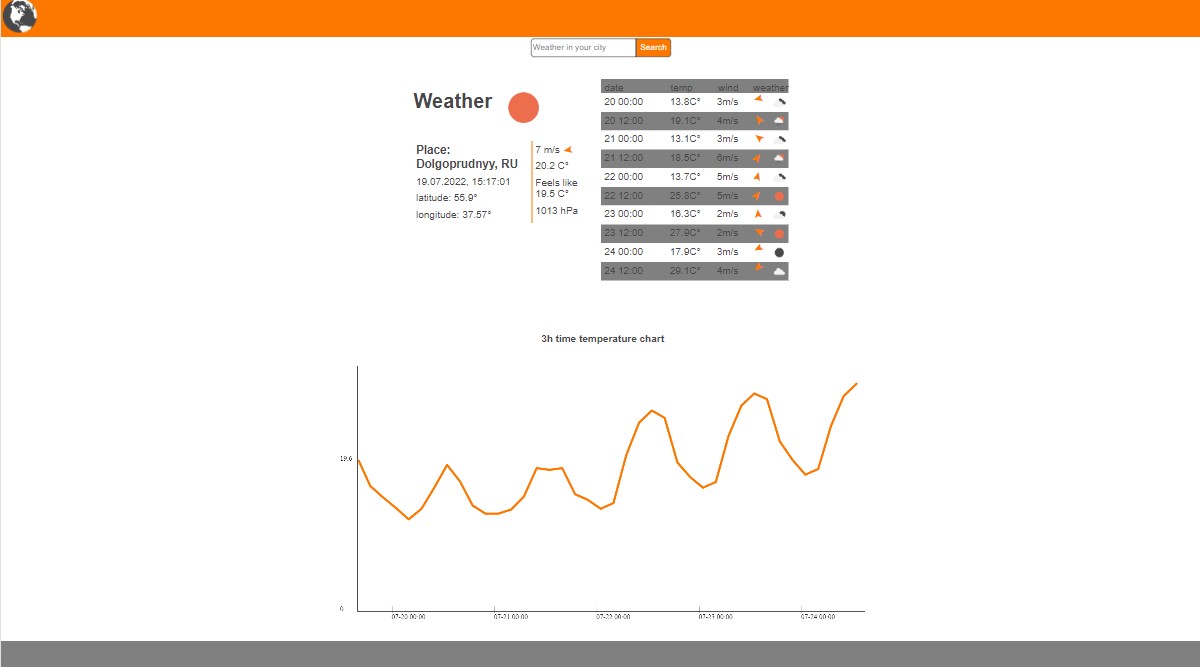 Weather in your city Search
Weather
Place:
Dolgoprudnyy, RU
19.07.2022, 15:17:01
latitude: 55.9°
longitude: 37.57°
7 m/s
20.2 C°
Feels like
19.5 C°
1013 hPa
date temp wind weather
20 00:00 13.8C° 3m/s
20 12:00 19.1C° 4m/s
21 00:00 13.1C° 3m/s
21 12:00 18.5C° 6m/s
22 00:00 13.7C° 5m/s
22 12:00 25.8C° 5m/s
23 00:00 16.3C° 2m/s
23 12:00 27.9C° 2m/s
24 00:00 17.9C° 3m/s
24 12:00 29.1C° 4m/s
3h time temperature chart
19.6
0
07-20 00:00 07-21 00:00 07-22 00:00 07-23 00:00 07-24 00:00